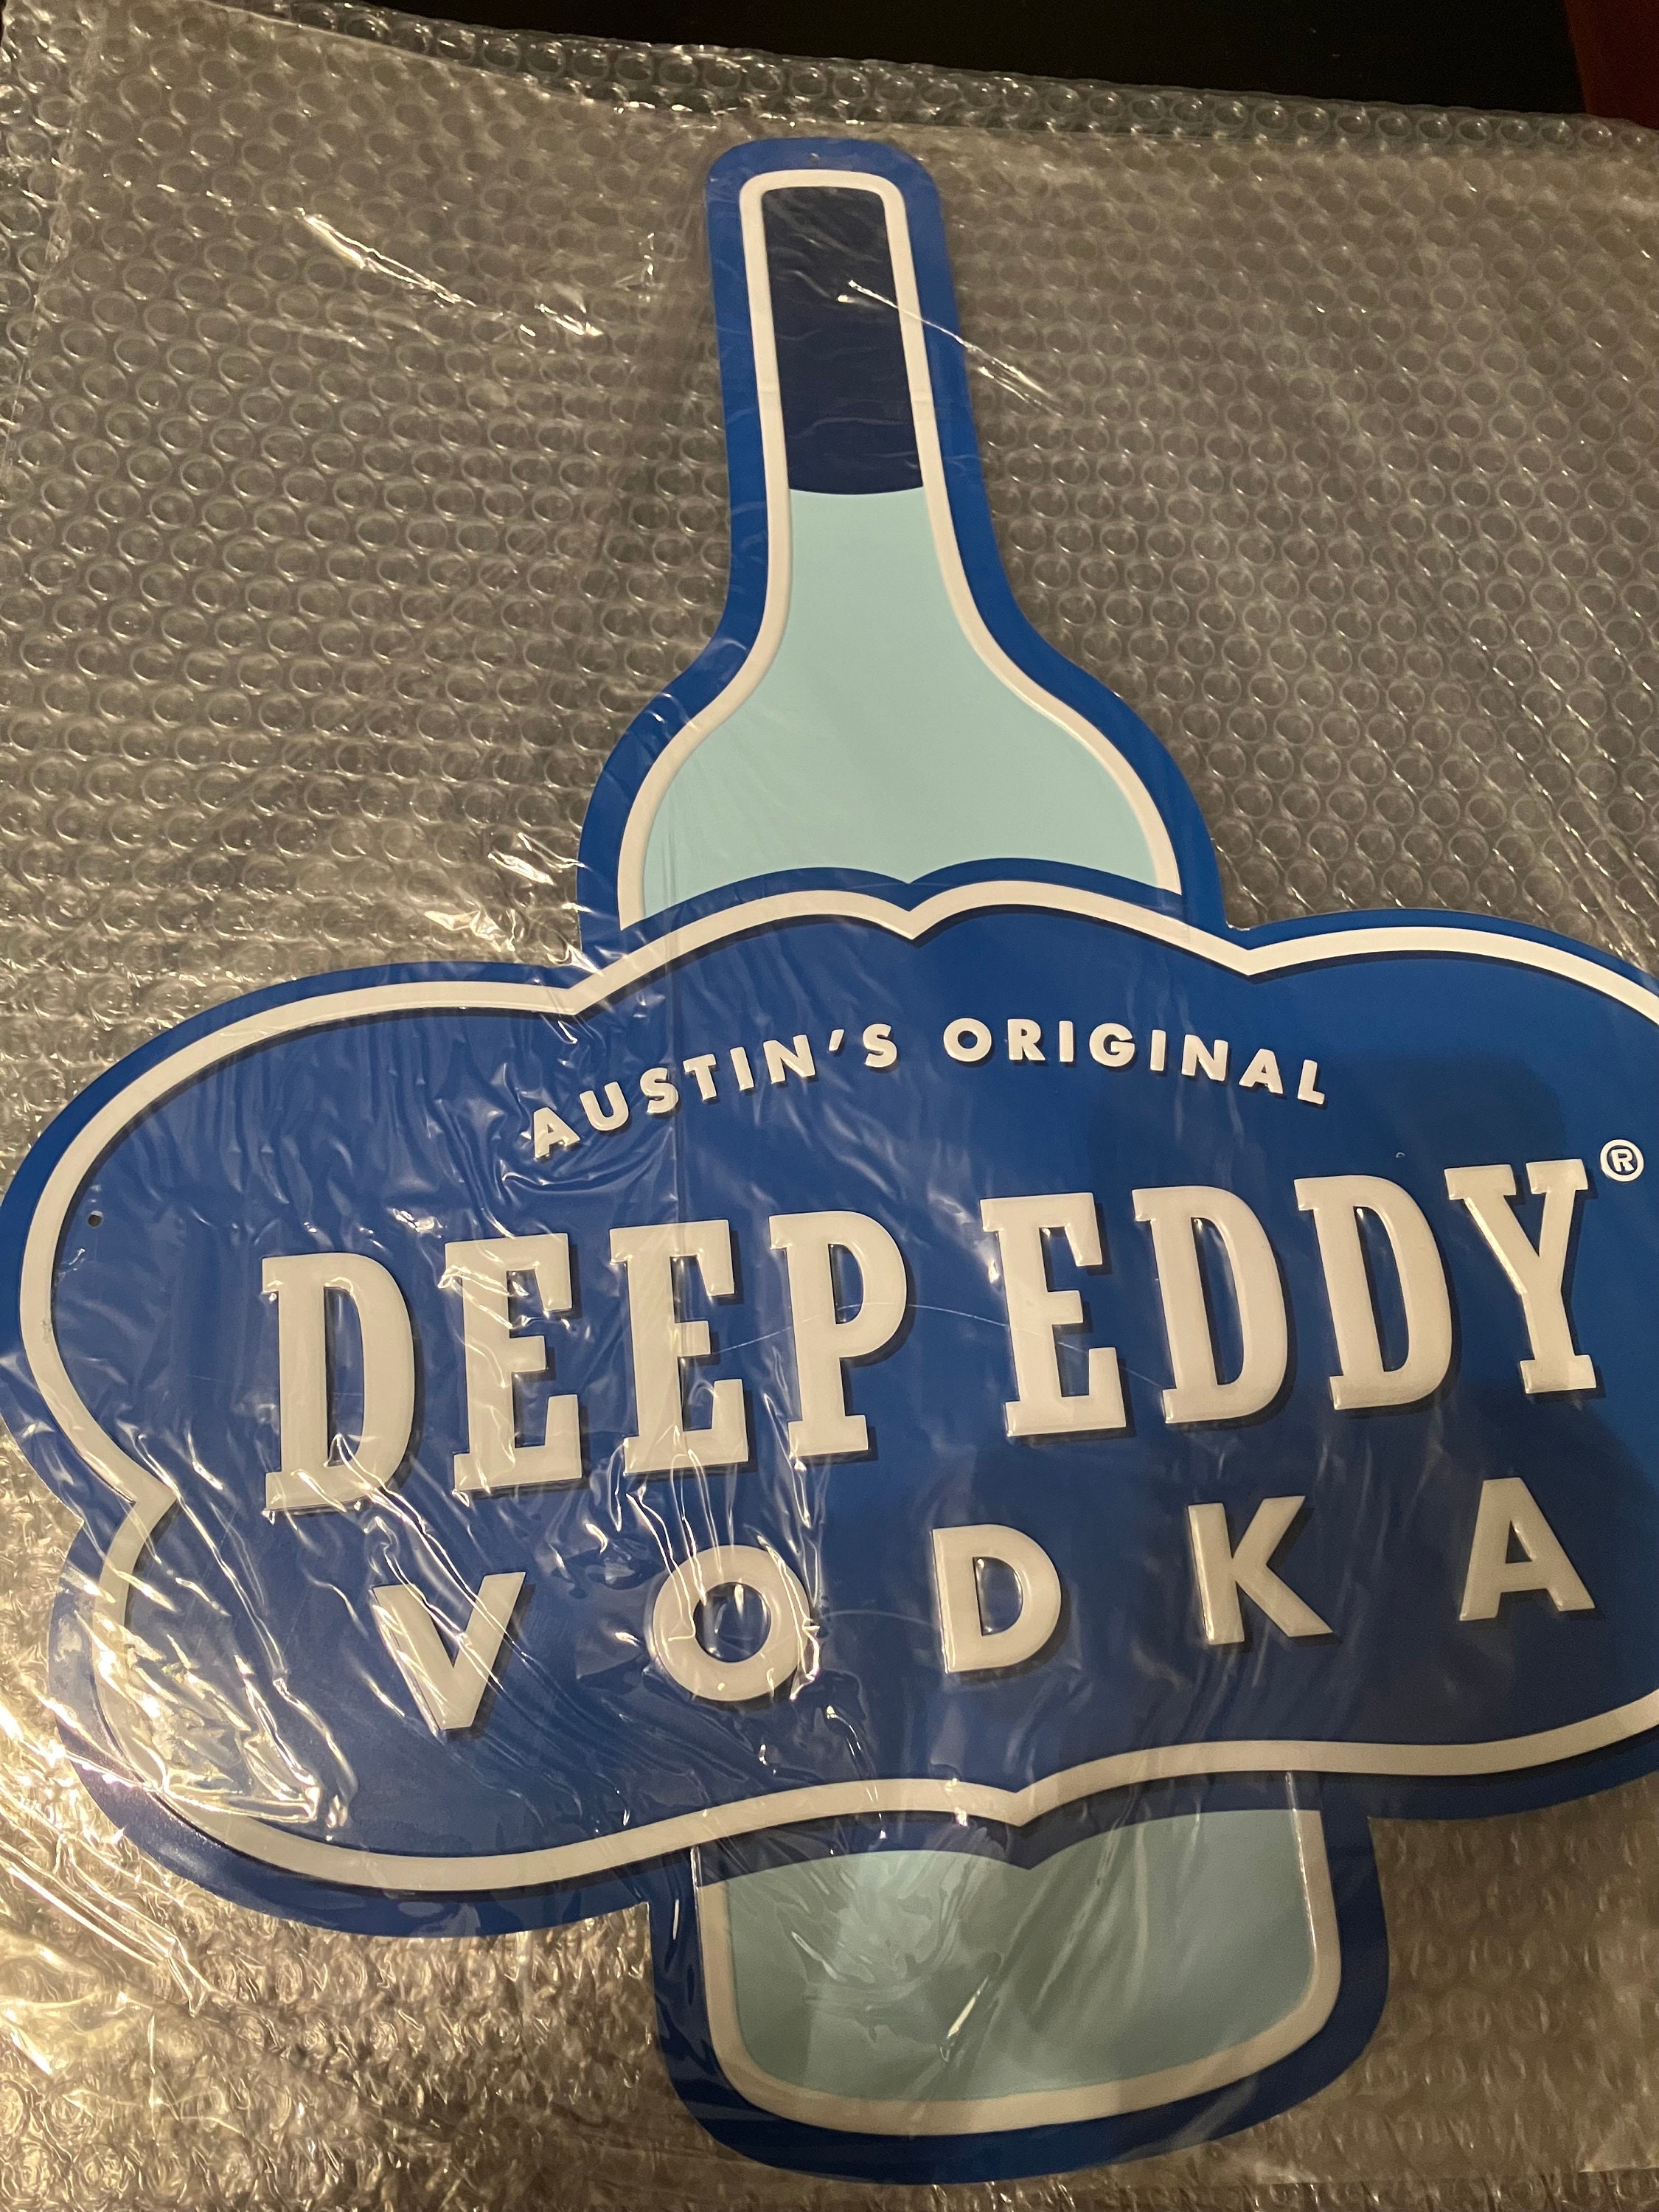 AUSTIN'S ORIGINAL
DEEP EDDY®
VODKA